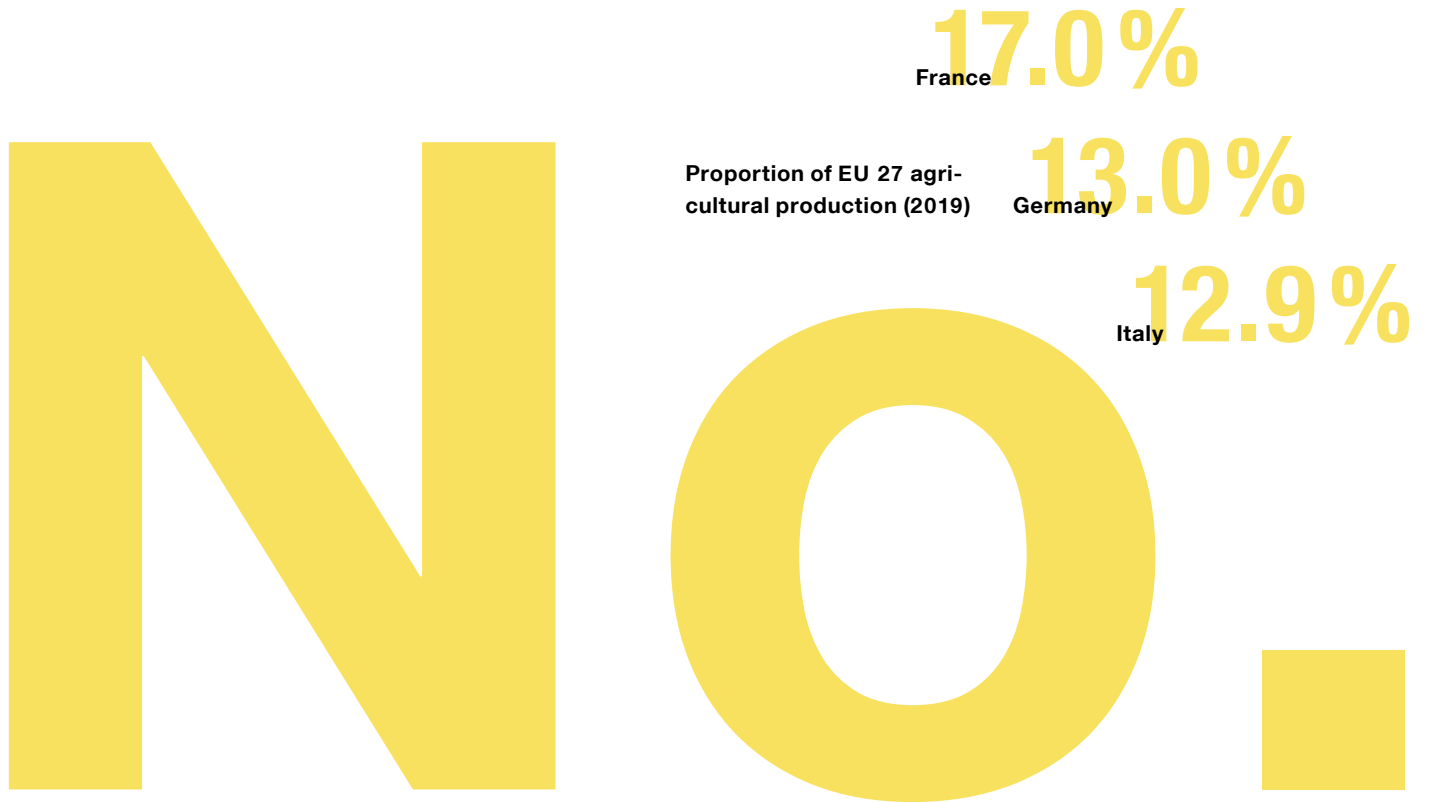 17.0 %
France
Proportion of EU 27 agri-
cultural production (2019)
13.0 %
Germany
12.9 %
Italy
No.